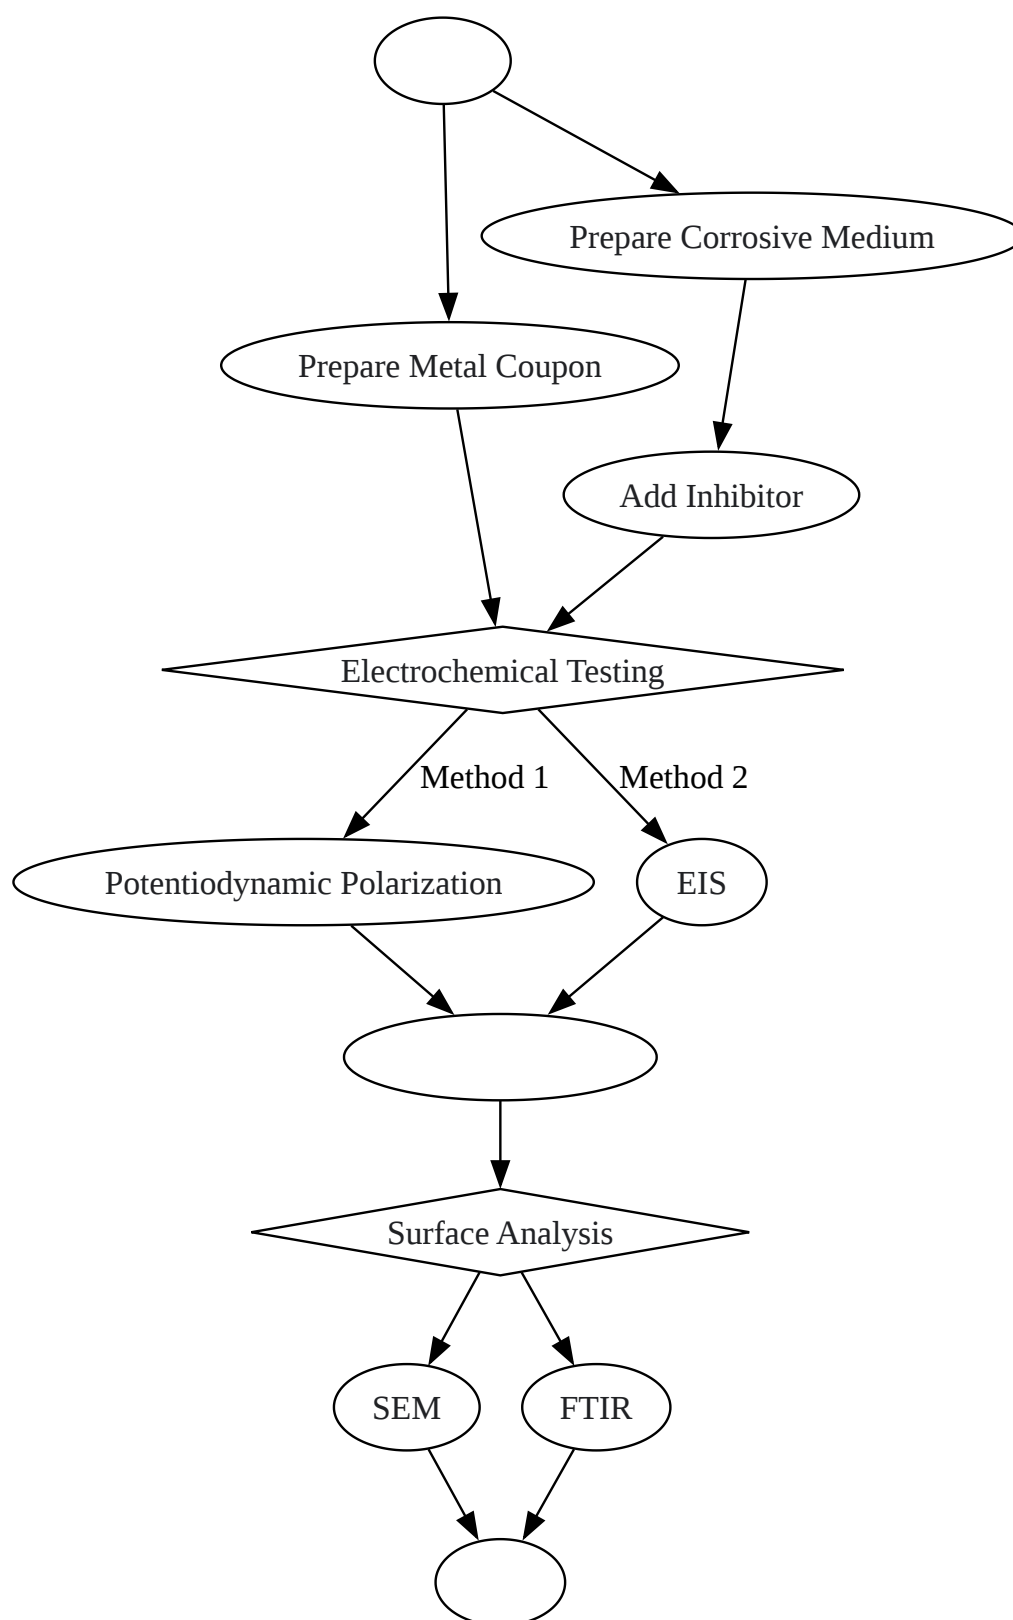 Prepare Corrosive Medium
Prepare Metal Coupon
Add Inhibitor
Electrochemical Testing
Method 1
Method 2
Potentiodynamic Polarization
EIS
Surface Analysis
SEM
FTIR